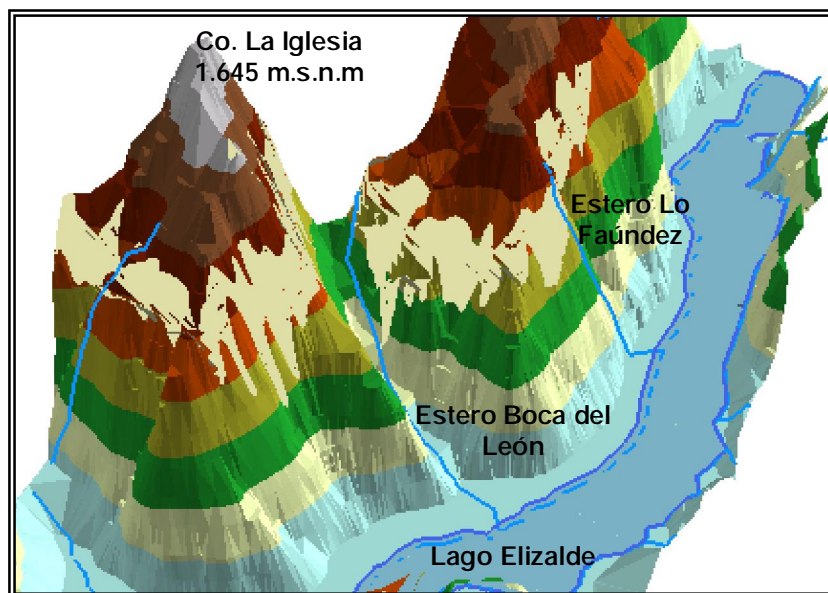 Co. La Iglesia
1.645 m.s.n.m
Estero Lo
Faúndez
Estero Boca del
León
Lago Elizalde